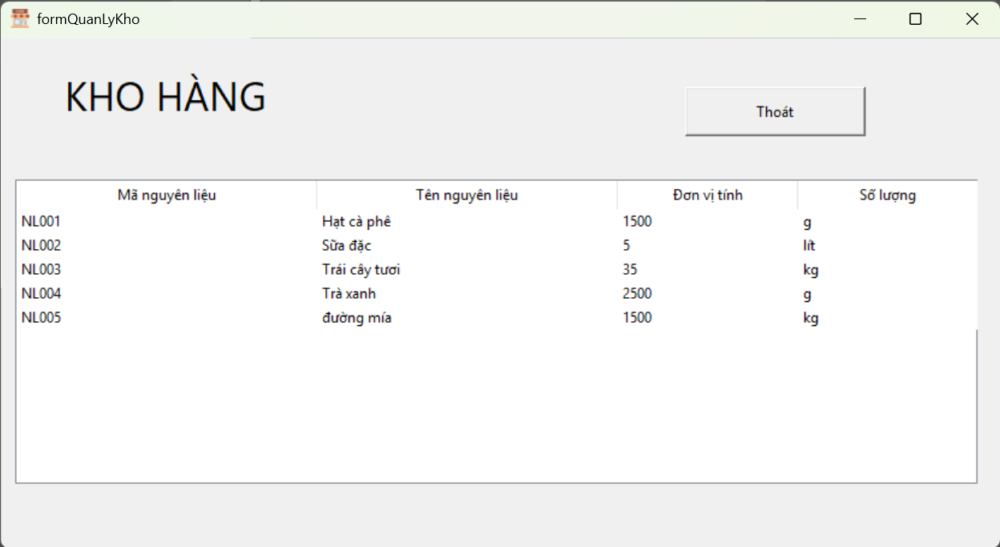 formQuanLyKho
KHO HÀNG
Thoát
Mã nguyên liệu Tên nguyên liệu Đơn vị tính Số lượng
NL001 Hạt cà phê 1500 g
NL002 Sữa đặc 5 lít
NL003 Trái cây tươi 35 kg
NL004 Trà xanh 2500 g
NL005 đường mía 1500 kg